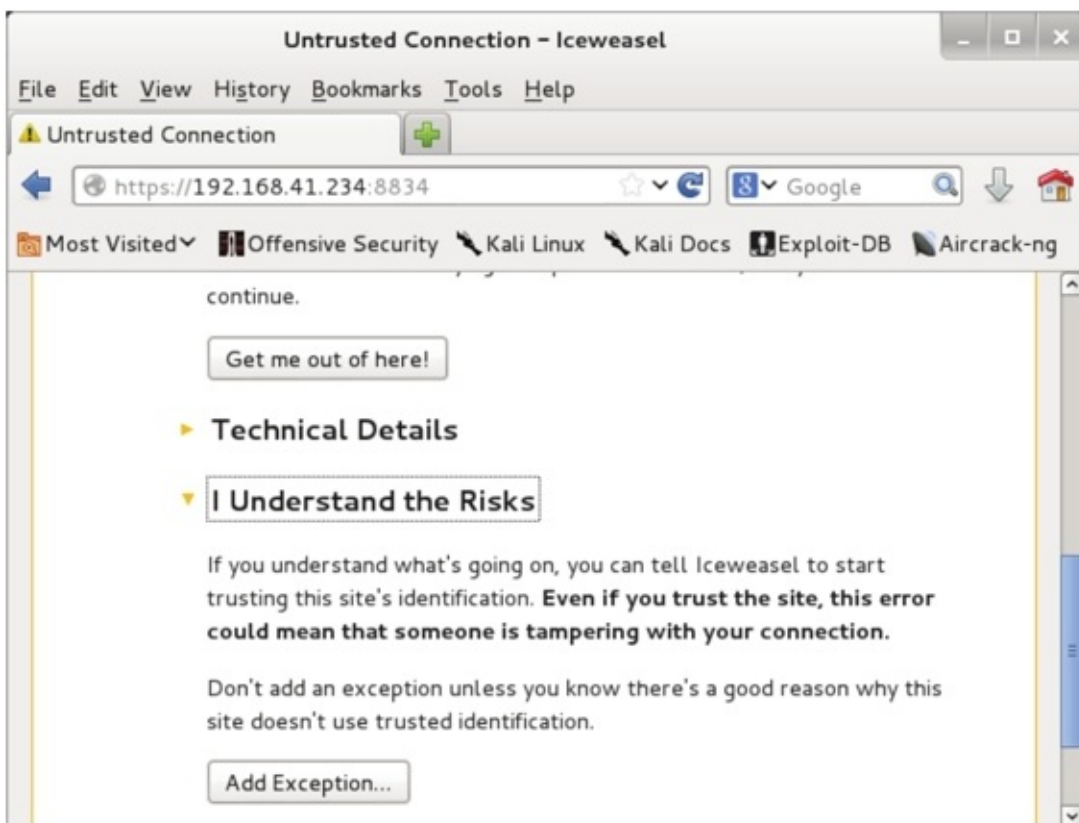 Untrusted Connection – Iceweasel
File Edit View History Bookmarks Tools Help
Untrusted Connection
https://192.168.41.234:8834
8 Google
Most Visited Offensive Security Kali Linux Kali Docs Exploit-DB Aircrack-ng
continue.
Get me out of here!
Technical Details
I Understand the Risks
If you understand what's going on, you can tell Iceweasel to start
trusting this site's identification. Even if you trust the site, this error
could mean that someone is tampering with your connection.
Don't add an exception unless you know there's a good reason why this
site doesn't use trusted identification.
Add Exception...